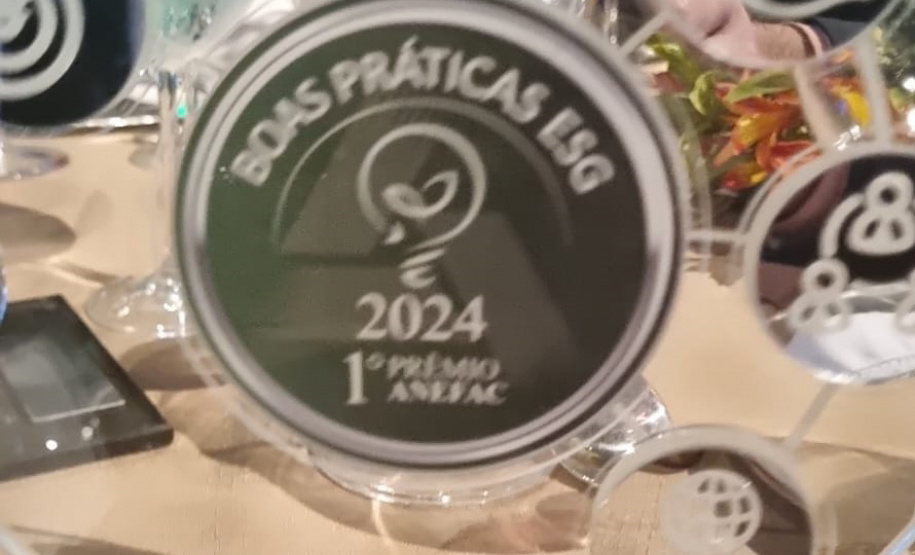 BOAS PRÁTICAS ESG
2024
1º PRÊMIO
ANEFAC